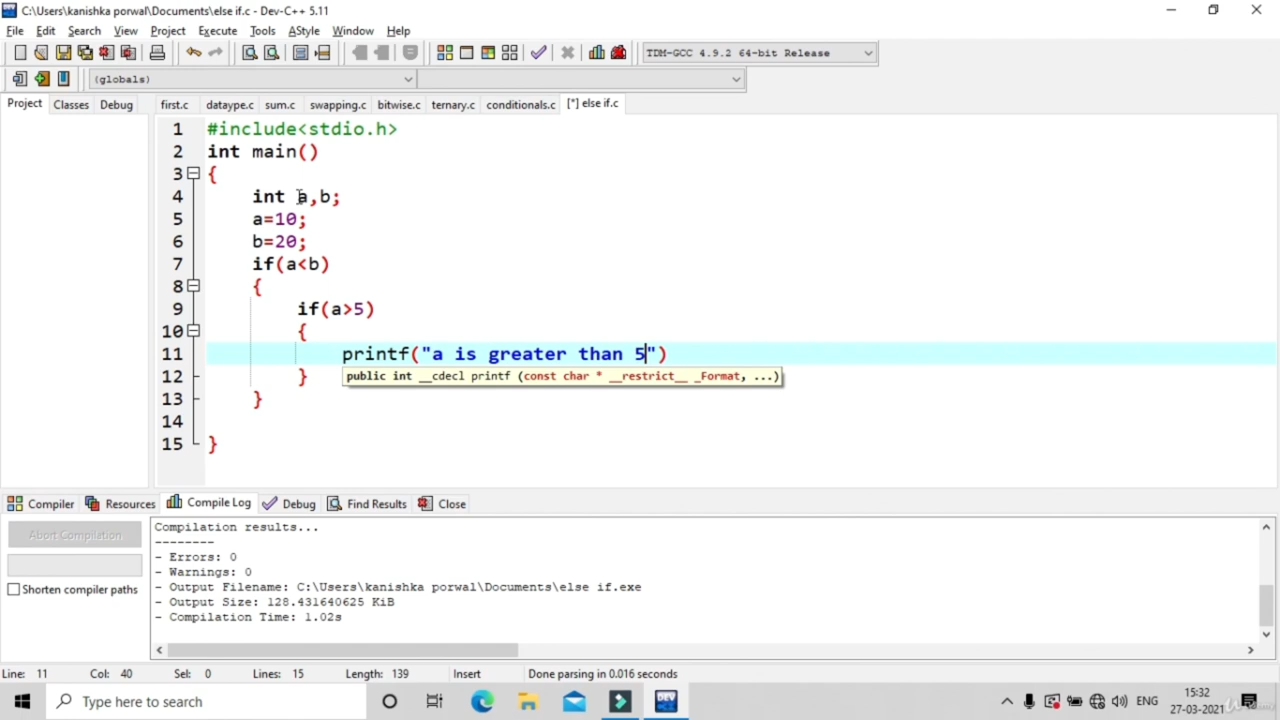 C:\Users\kanishka porwal\Documents\else if.c - Dev-C++ 5.11
File Edit Search View Project Execute Tools AStyle Window Help
TDM-GCC 4.9.2 64-bit Release
(globals)
Project Classes Debug
first.c dataype.c sum.c swapping.c bitwise.c ternary.c conditionals.c [*] else if.c
1 #include<stdio.h>
2 int main()
3 {
4 int a,b;
5 a=10;
6 b=20;
7 if(a<b)
8 {
9 if(a>5)
10 {
11 printf("a is greater than 5")
public int __cdecl printf (const char * __restrict__ _Format, ...)
12 }
13 }
14
15 }
Compiler Resources Compile Log Debug Find Results Close
Abort Compilation
Shorten compiler paths
Compilation results...
--------
- Errors: 0
- Warnings: 0
- Output Filename: C:\Users\kanishka porwal\Documents\else if.exe
- Output Size: 128.431640625 KiB
- Compilation Time: 1.02s
Line: 11 Col: 40 Sel: 0 Lines: 15 Length: 139 Insert Done parsing in 0.016 seconds
Type here to search
DEV
ENG
15:32
27-03-2021